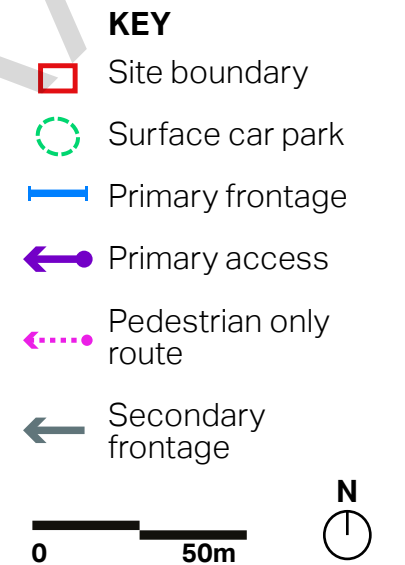 KEY
Site boundary
Surface car park
Primary frontage
Primary access
Pedestrian only
route
Secondary
frontage
N
0 50m